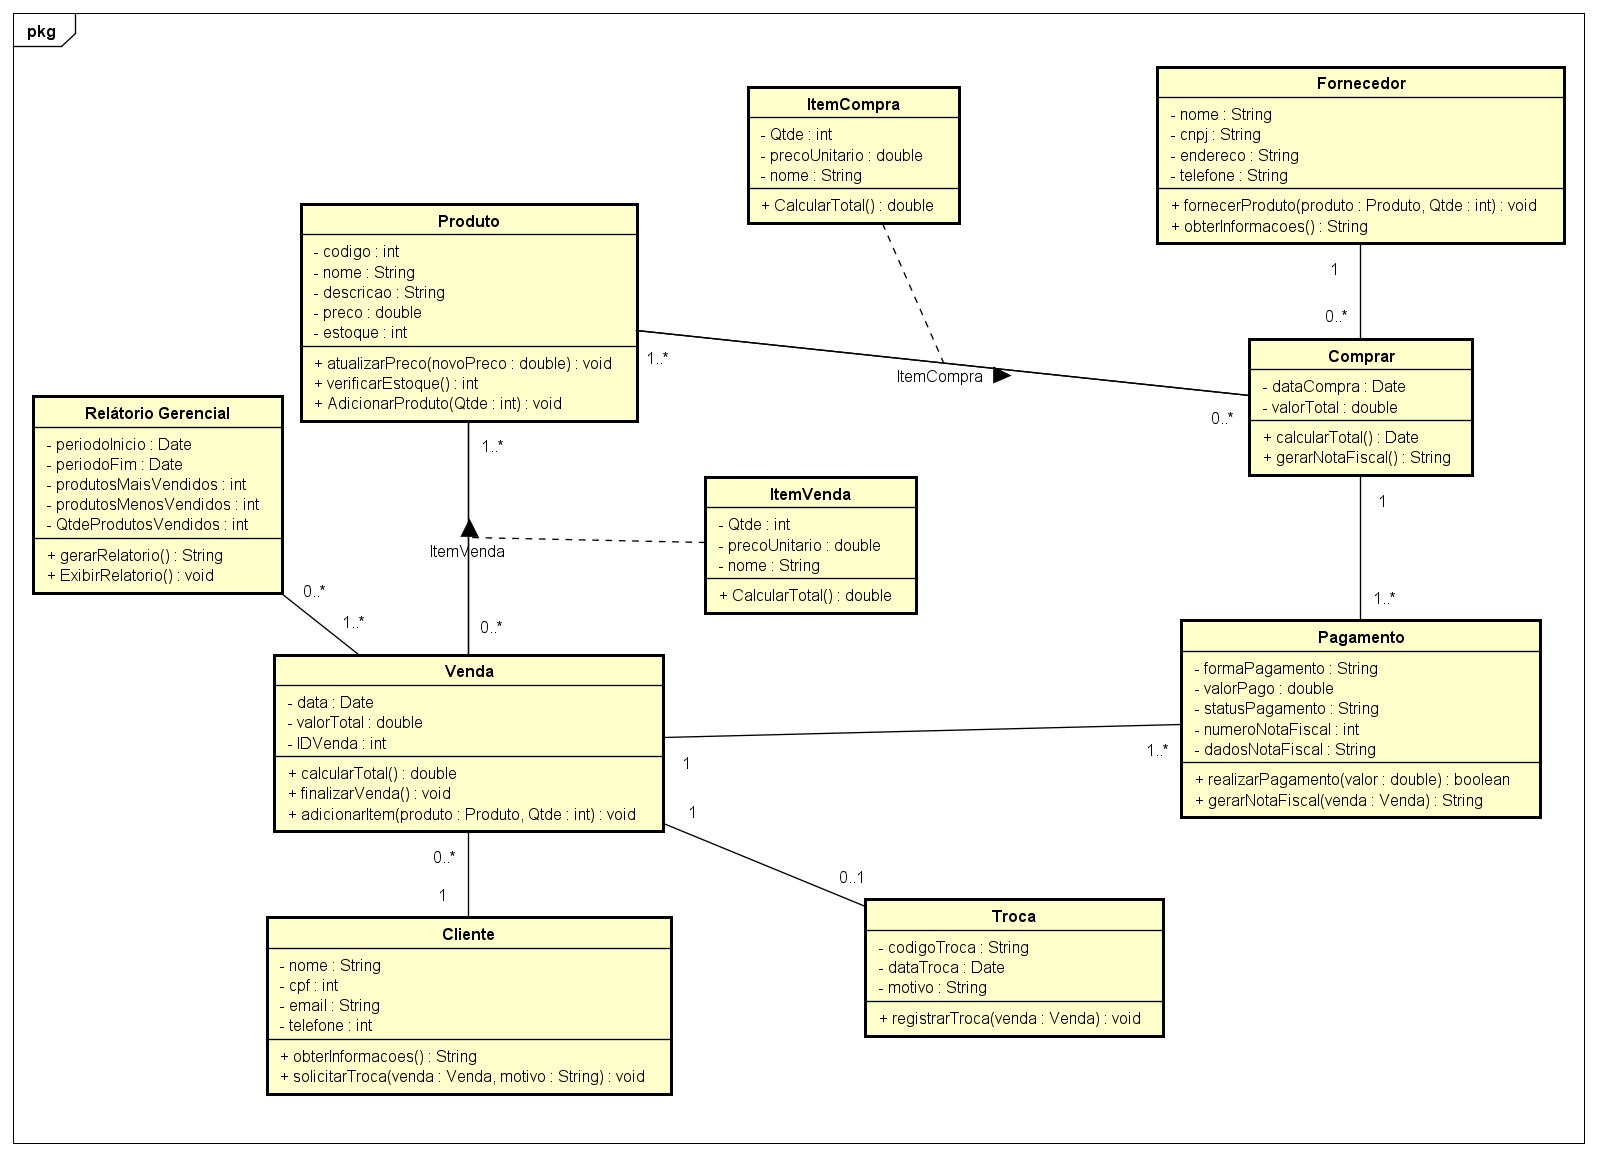 pkg
ItemCompra
- Qtde : int
- precoUnitario : double
- nome : String
+ CalcularTotal() : double
Fornecedor
- nome : String
- cnpj : String
- endereco : String
- telefone : String
+ fornecerProduto(produto : Produto, Qtde : int) : void
+ obterInformacoes() : String
Produto
- codigo : int
- nome : String
- descricao : String
- preco : double
- estoque : int
+ atualizarPreco(novoPreco : double) : void
+ verificarEstoque() : int
+ AdicionarProduto(Qtde : int) : void
1
0..*
1..*
ItemCompra
0..*
Comprar
- dataCompra : Date
- valorTotal : double
+ calcularTotal() : Date
+ gerarNotaFiscal() : String
Relátorio Gerencial
- periodoInicio : Date
- periodoFim : Date
- produtosMaisVendidos : int
- produtosMenosVendidos : int
- QtdeProdutosVendidos : int
+ gerarRelatorio() : String
+ ExibirRelatorio() : void
1..*
ItemVenda
0..*
ItemVenda
- Qtde : int
- precoUnitario : double
- nome : String
+ CalcularTotal() : double
1
1..*
0..*
1..*
Venda
- data : Date
- valorTotal : double
- IDVenda : int
+ calcularTotal() : double
+ finalizarVenda() : void
+ adicionarItem(produto : Produto, Qtde : int) : void
Pagamento
- formaPagamento : String
- valorPago : double
- statusPagamento : String
- numeroNotaFiscal : int
- dadosNotaFiscal : String
+ realizarPagamento(valor : double) : boolean
+ gerarNotaFiscal(venda : Venda) : String
1
1..*
1
0..1
0..*
1
Cliente
- nome : String
- cpf : int
- email : String
- telefone : int
+ obterInformacoes() : String
+ solicitarTroca(venda : Venda, motivo : String) : void
Troca
- codigoTroca : String
- dataTroca : Date
- motivo : String
+ registrarTroca(venda : Venda) : void